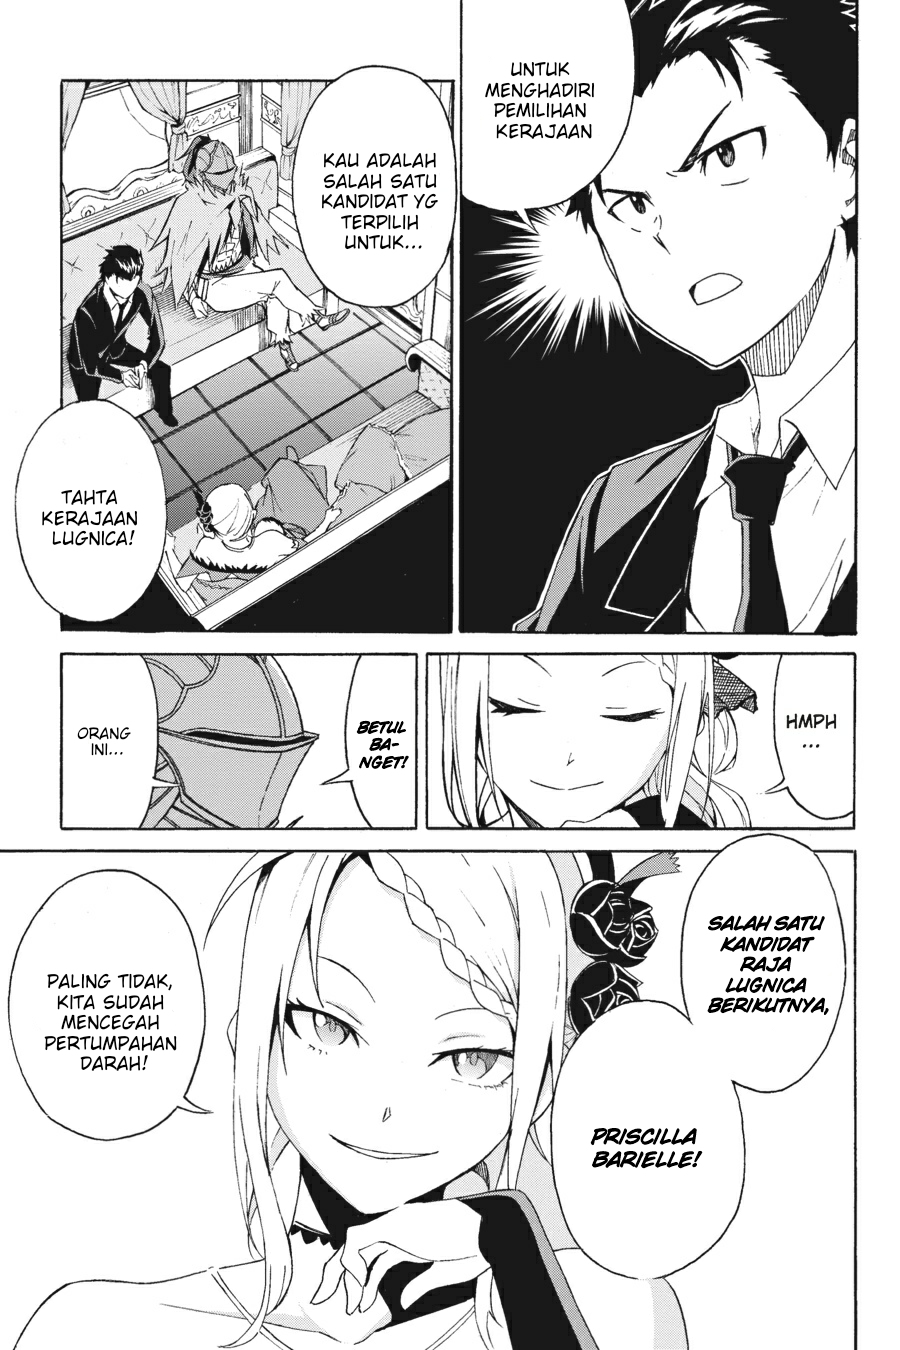 UNTUK
MENGHADIRI
PEMILIHAN
KERAJAAN
KAU ADALAH
SALAH SATU
KANDIDAT YG
TERPILIH
UNTUK...
TAHTA
KERAJAAN
LUGNICA!
HMPH
...
BETUL
BA-
NGET!
ORANG
INI...
SALAH SATU
KANDIDAT
RAJA
LUGNICA
BERIKUTNYA,
PRISCILLA
BARIELLE!
PALING TIDAK,
KITA SUDAH
MENCEGAH
PERTUMPAHAN
DARAH!